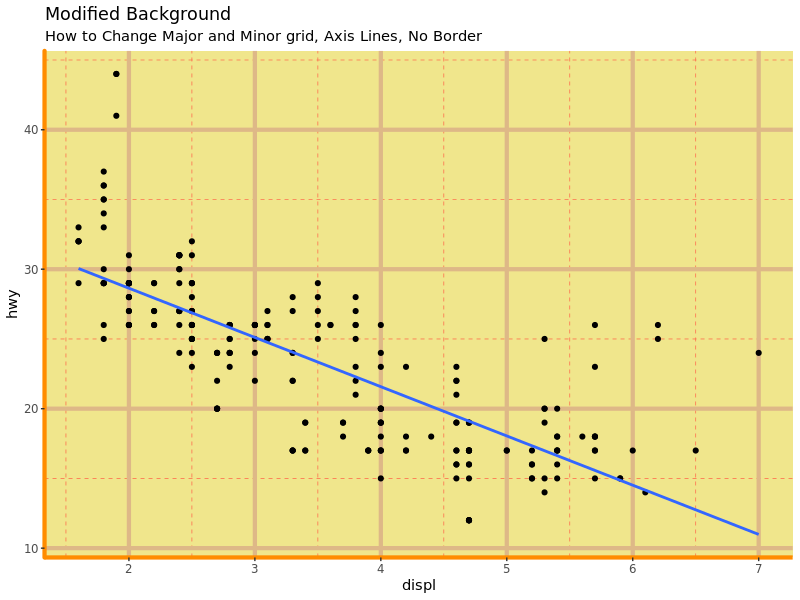 Modified Background
How to Change Major and Minor grid, Axis Lines, No Border
40
30
20
10
hwy
2 3 4 5 6 7
displ